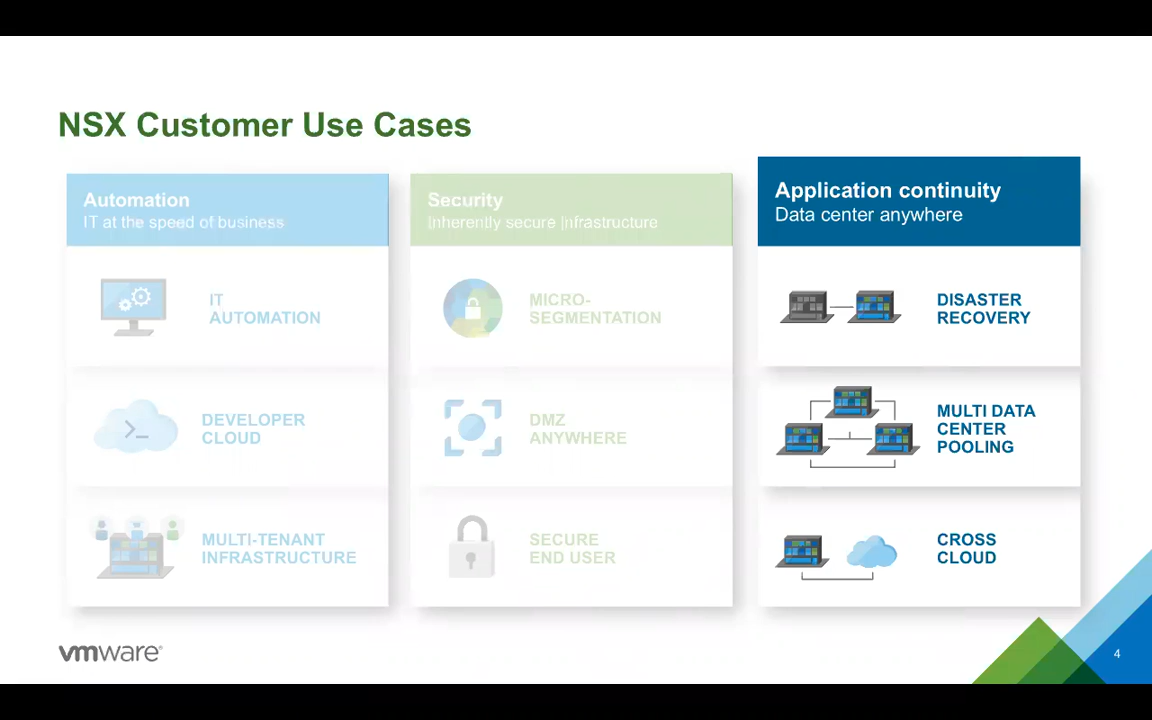 NSX Customer Use Cases
Automation
IT at the speed of business
IT
AUTOMATION
DEVELOPER
CLOUD
MULTI-TENANT
INFRASTRUCTURE
Security
Inherently secure infrastructure
MICRO-
SEGMENTATION
DMZ
ANYWHERE
SECURE
END USER
Application continuity
Data center anywhere
DISASTER
RECOVERY
MULTI DATA
CENTER
POOLING
CROSS
CLOUD
vmware®
4